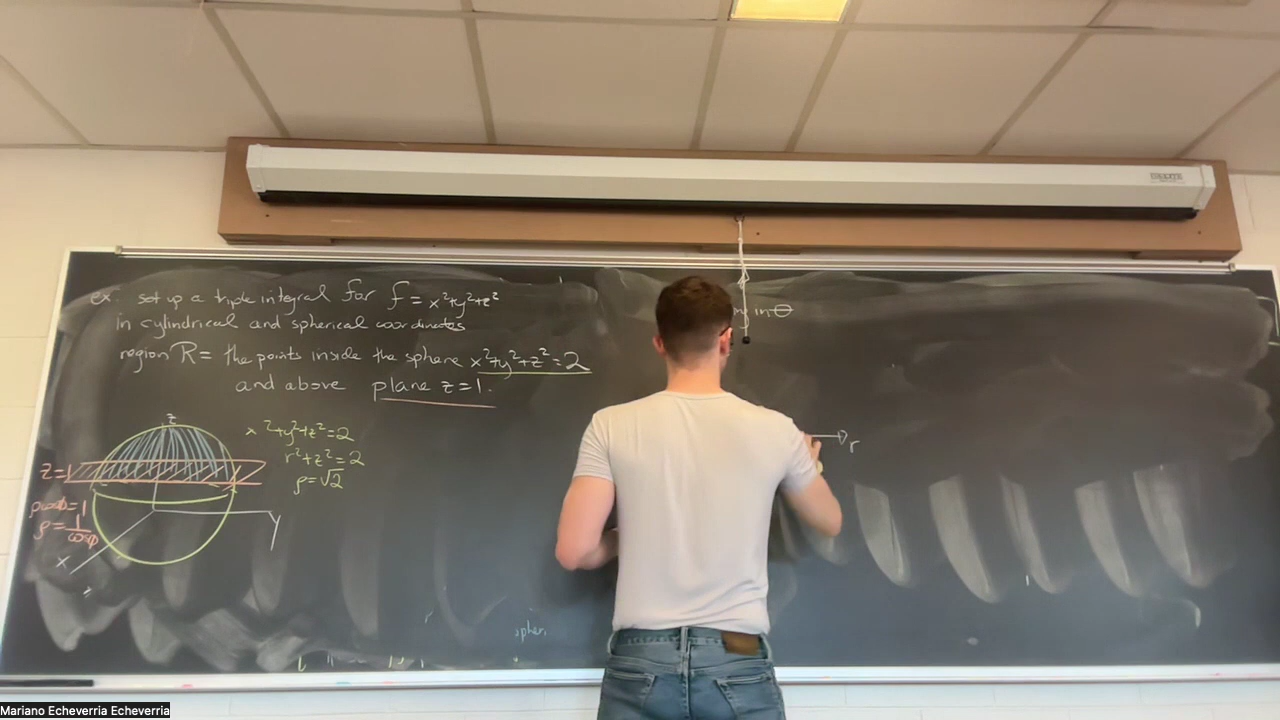 ex: set up a triple integral for f = x²+y²+z²
in cylindrical and spherical coordinates
region R = the points inside the sphere x²+y²+z² = 2
and above plane z = 1.
z
x²+y²+z² = 2
r²+z² = 2
ρ = √2
z=1
ρcosφ = 1
ρ = 1/cosφ
x
y
in θ
r
DRAPER
Mariano Echeverria Echeverria